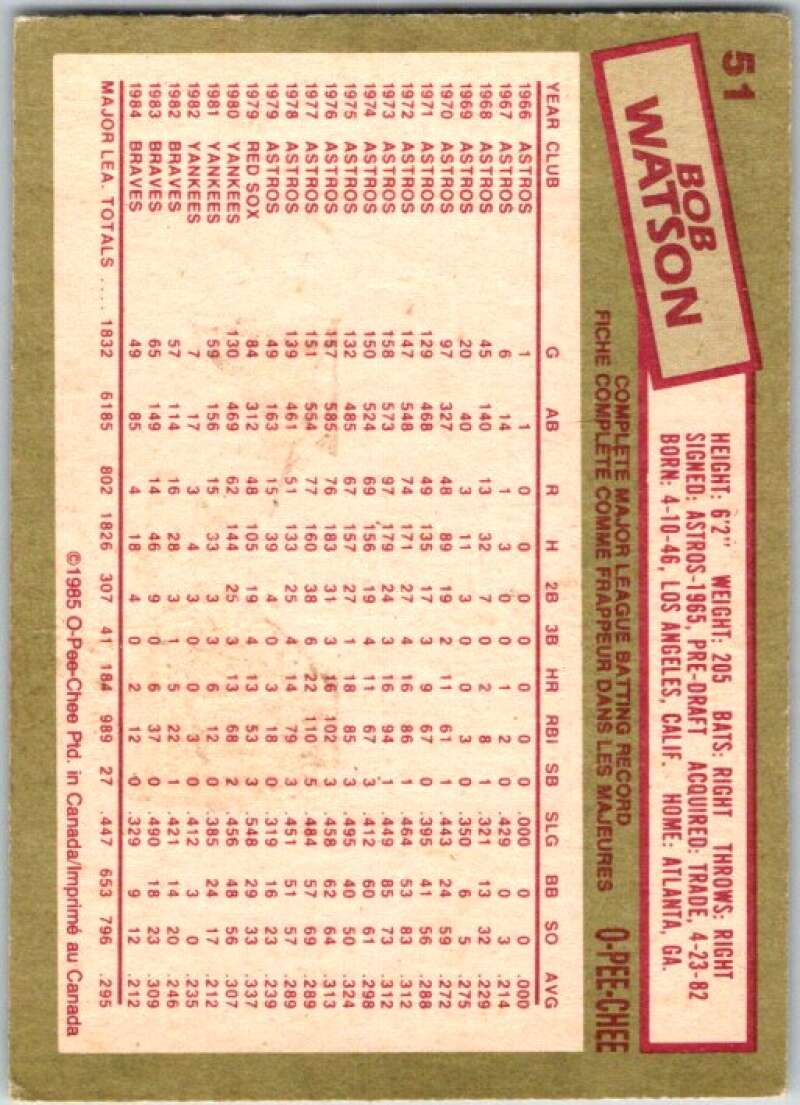 51
BOB
WATSON
HEIGHT: 6'2" WEIGHT: 205 BATS: RIGHT THROWS: RIGHT
SIGNED: ASTROS-1965, PRE-DRAFT ACQUIRED: TRADE, 4-23-82
BORN: 4-10-46, LOS ANGELES, CALIF. HOME: ATLANTA, GA.
COMPLETE MAJOR LEAGUE BATTING RECORD
FICHE COMPLÈTE COMME FRAPPEUR DANS LES MAJEURES
O-PEE-CHEE
YEAR CLUB G AB R H 2B 3B HR RBI SB SLG BB SO AVG
1966 ASTROS 1 1 0 0 0 0 0 0 0 .000 0 0 .000
1967 ASTROS 6 14 1 3 0 0 1 2 0 .429 0 3 .214
1968 ASTROS 45 140 13 32 7 0 2 8 1 .321 13 32 .229
1969 ASTROS 20 40 3 11 3 0 0 3 0 .350 6 5 .275
1970 ASTROS 97 327 48 89 19 2 11 61 1 .443 24 59 .272
1971 ASTROS 129 468 49 135 17 3 9 67 0 .395 41 56 .288
1972 ASTROS 147 548 74 171 27 4 16 86 1 .464 53 83 .312
1973 ASTROS 158 573 97 179 24 3 16 94 1 .449 85 73 .312
1974 ASTROS 150 524 69 156 19 4 11 67 3 .412 60 61 .298
1975 ASTROS 132 485 67 157 27 1 18 85 3 .495 40 50 .324
1976 ASTROS 157 585 76 183 31 3 16 102 3 .458 62 64 .313
1977 ASTROS 151 554 77 160 38 6 22 110 5 .484 57 69 .289
1978 ASTROS 139 461 51 133 25 4 14 79 3 .451 51 57 .289
1979 ASTROS 49 163 15 39 4 0 3 18 0 .319 16 23 .239
1979 RED SOX 84 312 48 105 19 4 13 53 3 .548 29 33 .337
1980 YANKEES 130 469 62 144 25 3 13 68 2 .456 48 56 .307
1981 YANKEES 59 156 15 33 3 3 6 12 0 .385 24 17 .212
1982 YANKEES 7 17 3 4 3 0 0 3 0 .412 3 0 .235
1982 BRAVES 57 114 16 28 3 1 5 22 1 .421 14 20 .246
1983 BRAVES 65 149 14 46 9 0 6 37 0 .490 18 23 .309
1984 BRAVES 49 85 4 18 4 0 2 12 0 .329 9 12 .212
MAJOR LEA. TOTALS .... 1832 6185 802 1826 307 41 184 989 27 .447 653 796 .295
©1985 O-Pee-Chee Ptd. in Canada/Imprimé au Canada